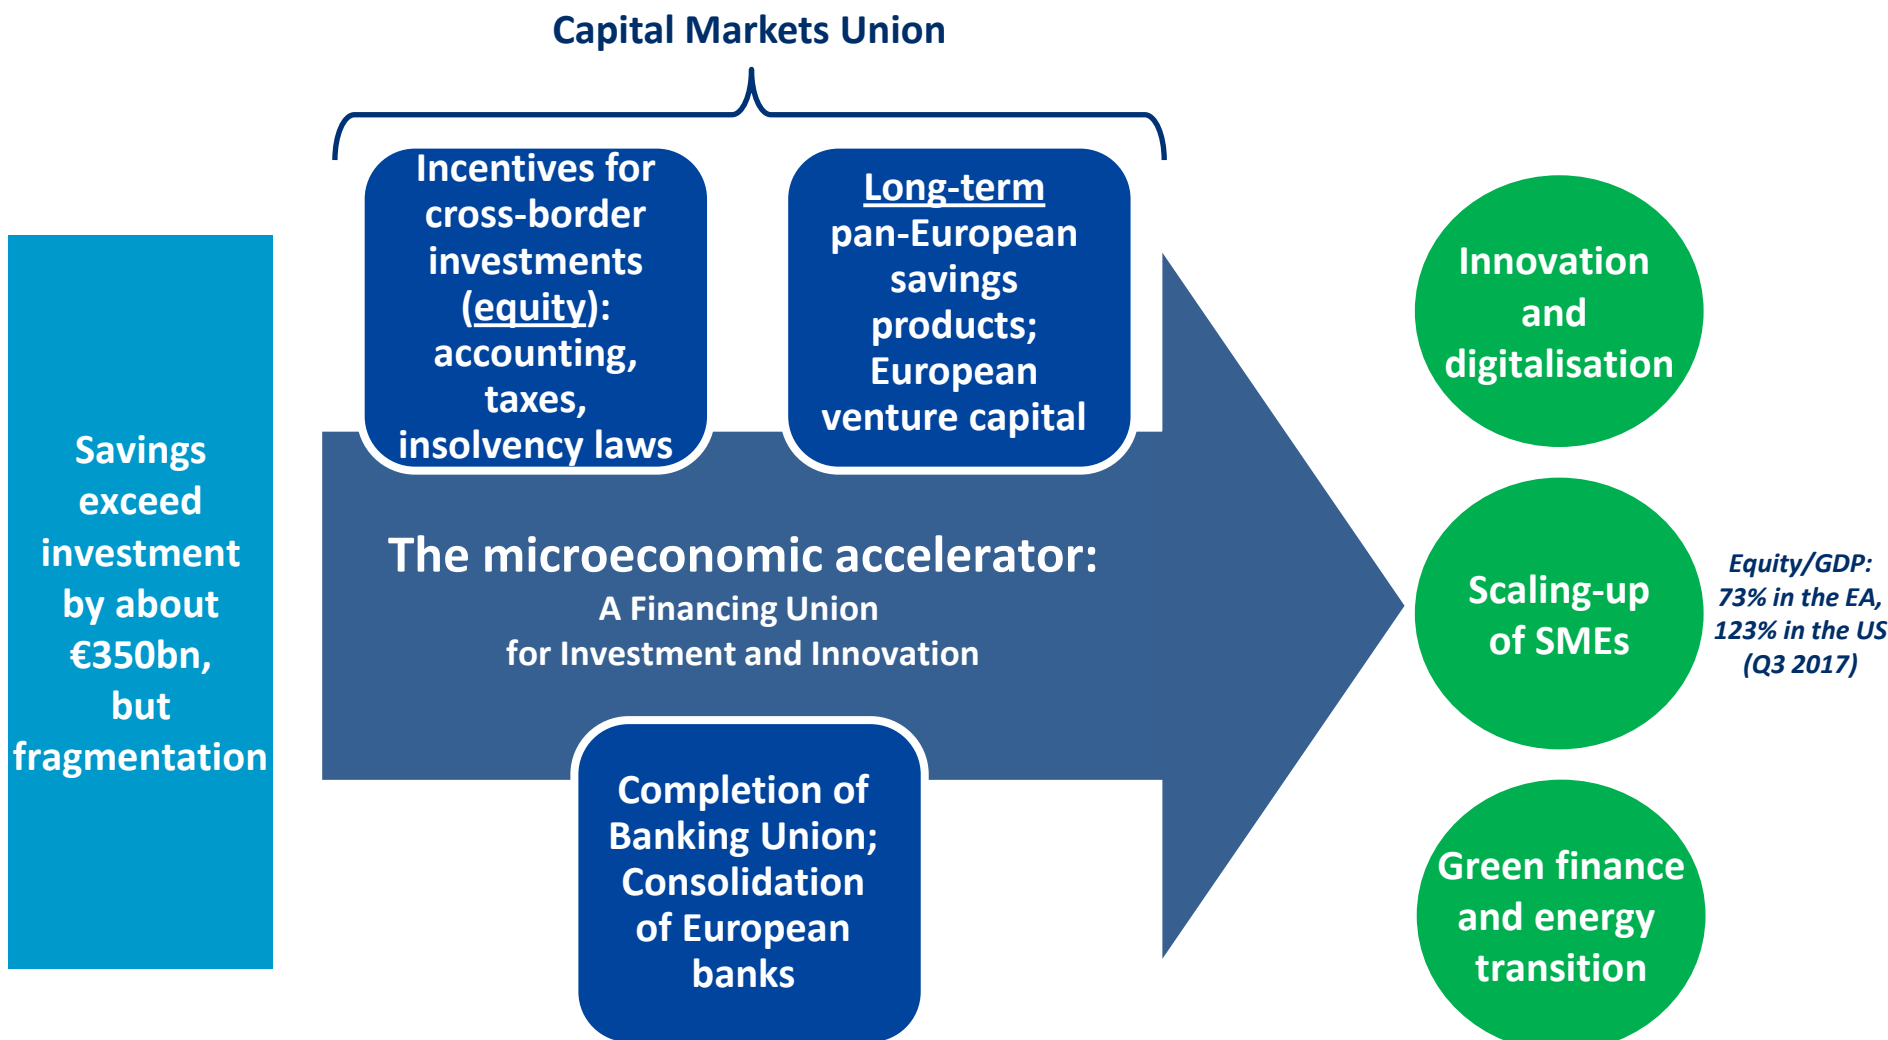 Capital Markets Union
Incentives for
cross-border
investments
(equity):
accounting,
taxes,
insolvency laws
Long-term
pan-European
savings
products;
European
venture capital
Savings
exceed
investment
by about
€350bn,
but
fragmentation
The microeconomic accelerator:
A Financing Union
for Investment and Innovation
Completion of
Banking Union;
Consolidation
of European
banks
Innovation
and
digitalisation
Scaling-up
of SMEs
Equity/GDP:
73% in the EA,
123% in the US
(Q3 2017)
Green finance
and energy
transition